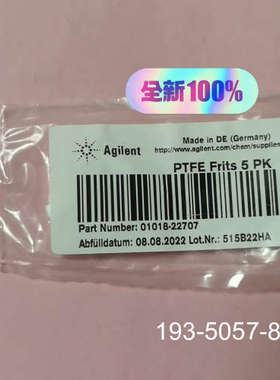 全新100%
Made in DE (Germany)
Agilent
http://www.agilent.com/chem/supplies
PTFE Frits 5 PK
Part Number: 01018-22707
Abfülldatum: 08.08.2022 Lot.Nr.: 515B22HA
193-5057-8